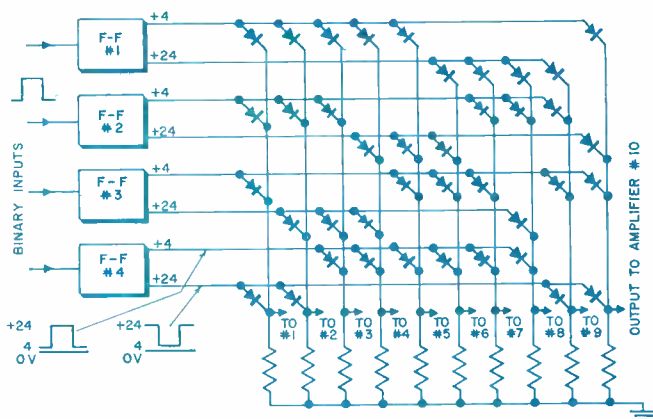 F-F
#1
+4
+24
F-F
#2
+4
+24
F-F
#3
+4
+24
F-F
#4
+4
+24
BINARY INPUTS
+24
4
0V
+24
4
0V
TO
#1
TO
#2
TO
#3
TO
#4
TO
#5
TO
#6
TO
#7
TO
#8
TO
#9
OUTPUT TO AMPLIFIER #10